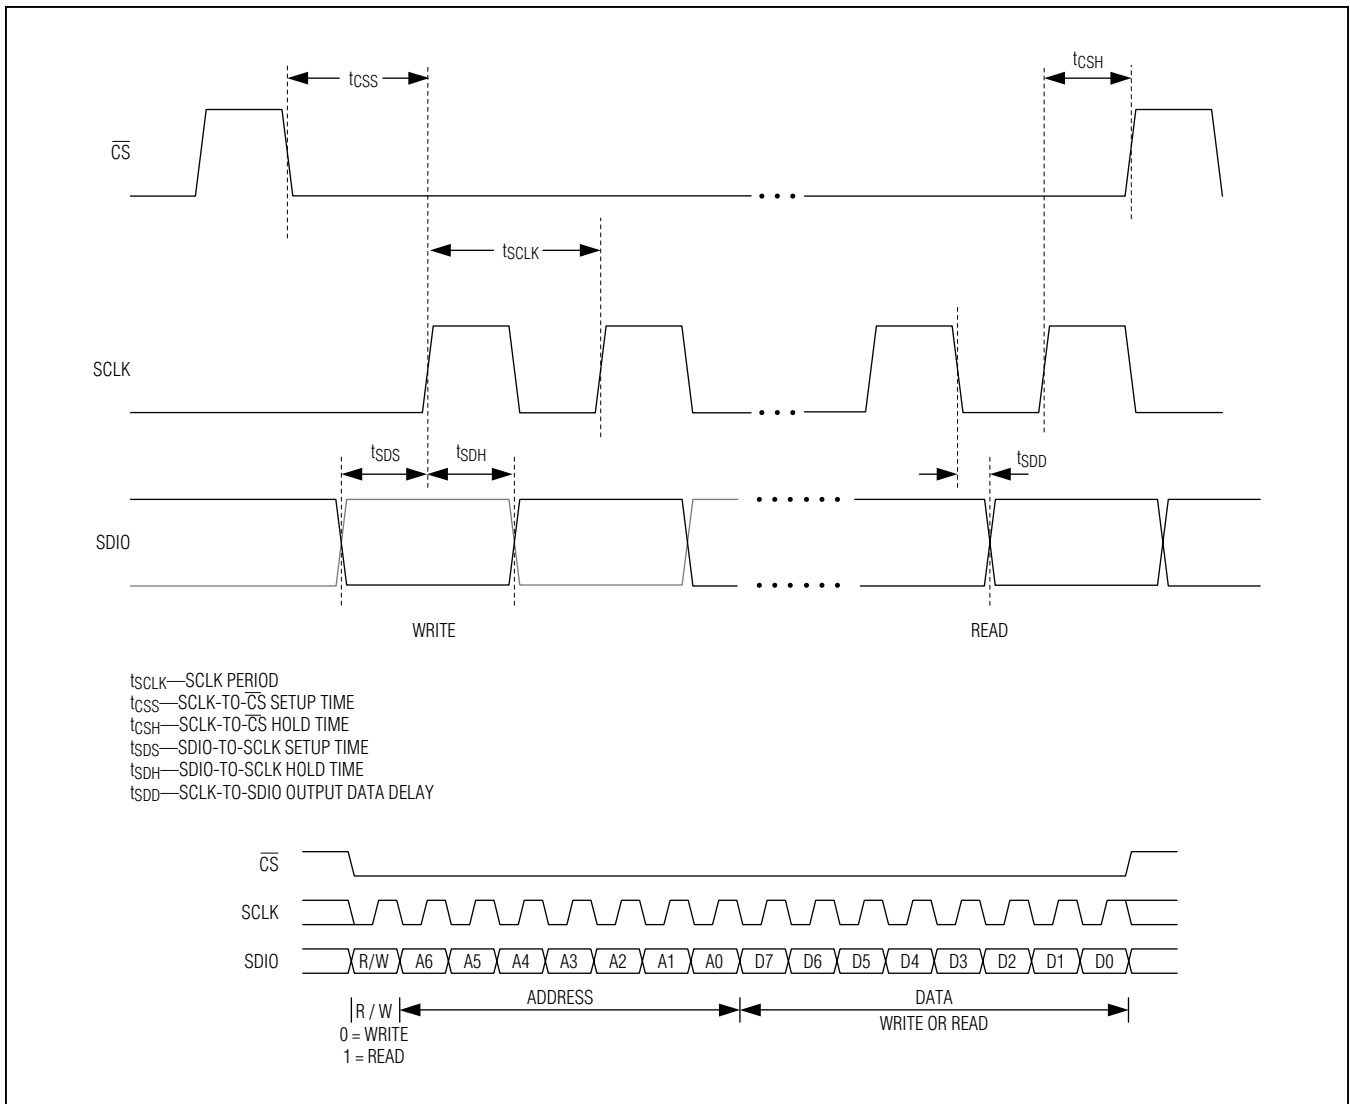 tCSS
tCSH
CS
tSCLK
SCLK
tSDS
tSDH
tSDD
SDIO
WRITE
READ
tSCLK—SCLK PERIOD
tCSS—SCLK-TO-CS SETUP TIME
tCSH—SCLK-TO-CS HOLD TIME
tSDS—SDIO-TO-SCLK SETUP TIME
tSDH—SDIO-TO-SCLK HOLD TIME
tSDD—SCLK-TO-SDIO OUTPUT DATA DELAY
CS
SCLK
SDIO R/W A6 A5 A4 A3 A2 A1 A0 D7 D6 D5 D4 D3 D2 D1 D0
R / W ADDRESS DATA
0 = WRITE WRITE OR READ
1 = READ